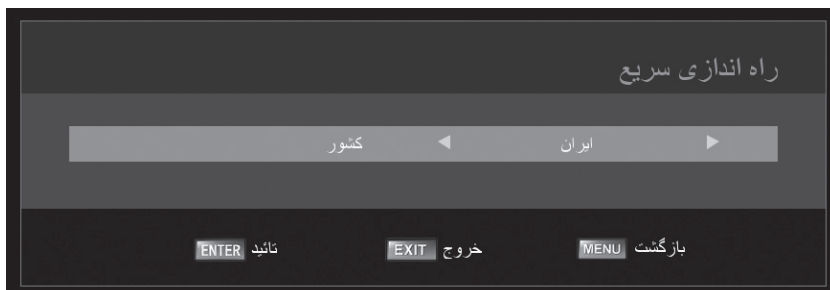 راه اندازی سریع
کشور ◀ ایران ▶
بازگشت MENU خروج EXIT تائید ENTER